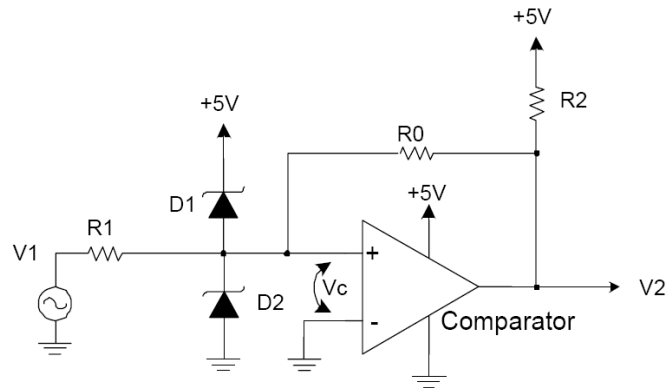 +5V
R2
+5V
R0
D1
+5V
R1
V1
+
Vc
V2
D2
-
Comparator